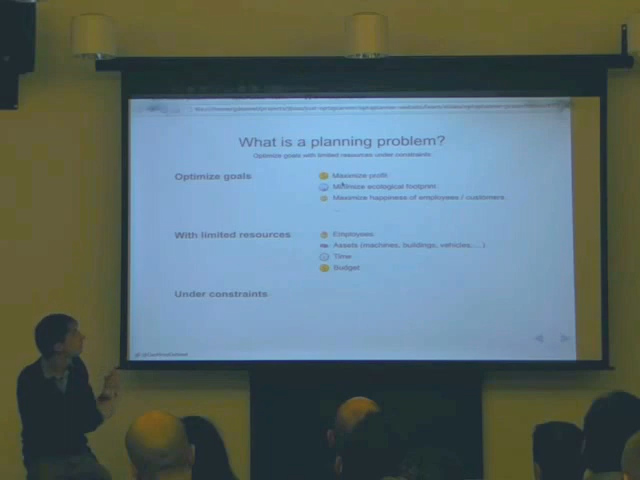 What is a planning problem?
Optimize goals with limited resources under constraints
Optimize goals
Maximize profit
Minimize ecological footprint
Maximize happiness of employees / customers
...
With limited resources
Employees
Assets (machines, buildings, vehicles, ...)
Time
Budget
Under constraints